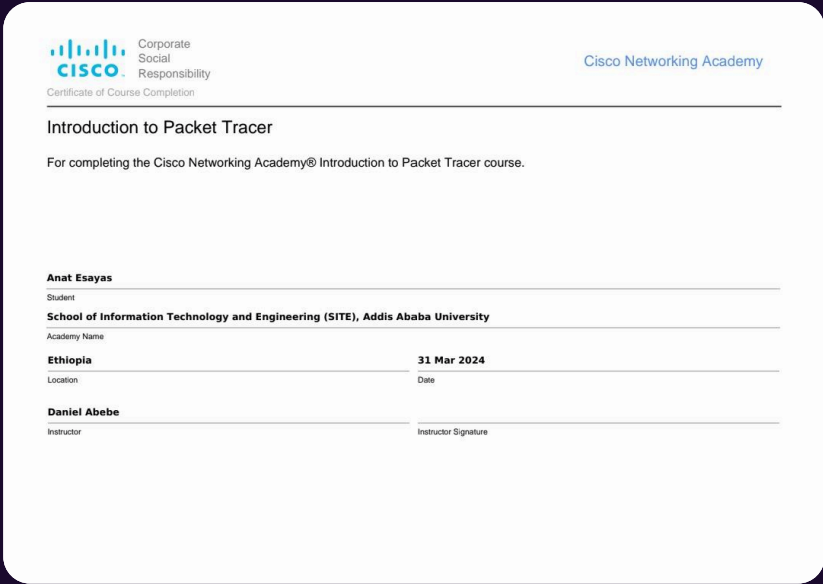 CISCO.
Corporate
Social
Responsibility
Cisco Networking Academy
Certificate of Course Completion
Introduction to Packet Tracer
For completing the Cisco Networking Academy® Introduction to Packet Tracer course.
Anat Esayas
Student
School of Information Technology and Engineering (SITE), Addis Ababa University
Academy Name
Ethiopia
31 Mar 2024
Location
Date
Daniel Abebe
Instructor
Instructor Signature